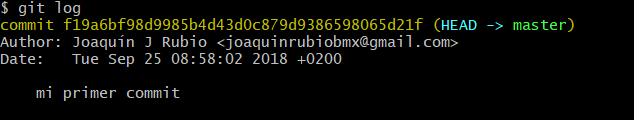 $ git log
commit f19a6bf98d9985b4d43d0c879d9386598065d21f (HEAD -> master)
Author: Joaquín J Rubio <joaquinrubiobmx@gmail.com>
Date:   Tue Sep 25 08:58:02 2018 +0200
    mi primer commit